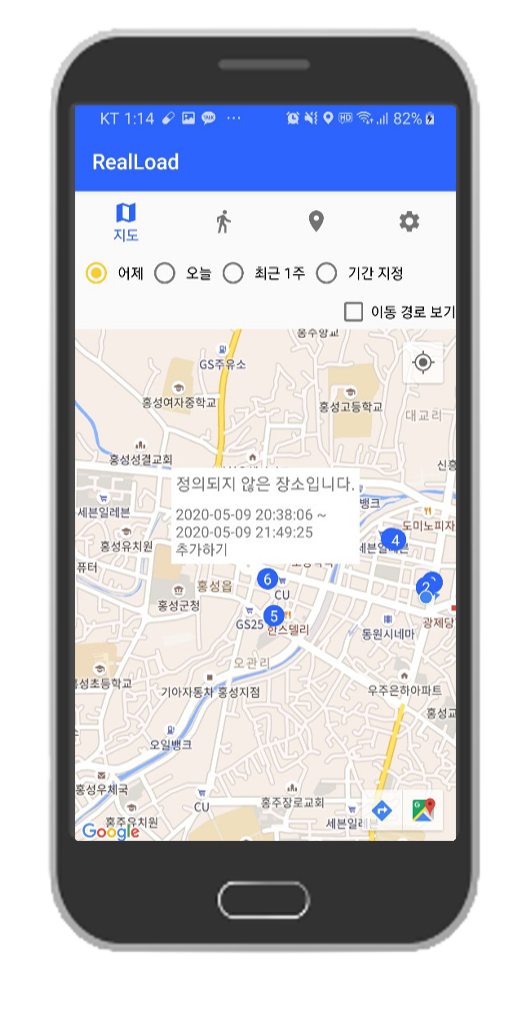 KT 1:14 ··· HD 82%
RealLoad
지도
어제 오늘 최근 1주 기간 지정
이동 경로 보기
홍주향교
GS주유소
홍성여자중학교
홍성고등학교
대교리
홍성성결교회
신흥
정의되지 않은 장소입니다.
세븐일레븐
뱅크
2020-05-09 20:38:06 ~
2020-05-09 21:49:25
추가하기
도미노피자
홍성유치원
4
세븐일레븐
퓨터
6
홍성읍
2
CU
홍성군청
5
GS25
한스델리
광제당
동원시네마
오관리
홍성초등학교
기아자동차 홍성지점
우주은하아파트
홍성고
오일뱅크
홍성우체국
CU
홍주장로교회
홍주유치원
세븐일레
Google